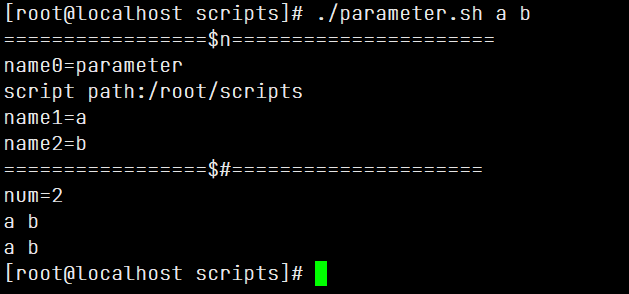 [root@localhost scripts]# ./parameter.sh a b
=================$n======================
name0=parameter
script path:/root/scripts
name1=a
name2=b
=================$#=====================
num=2
a b
a b
[root@localhost scripts]#